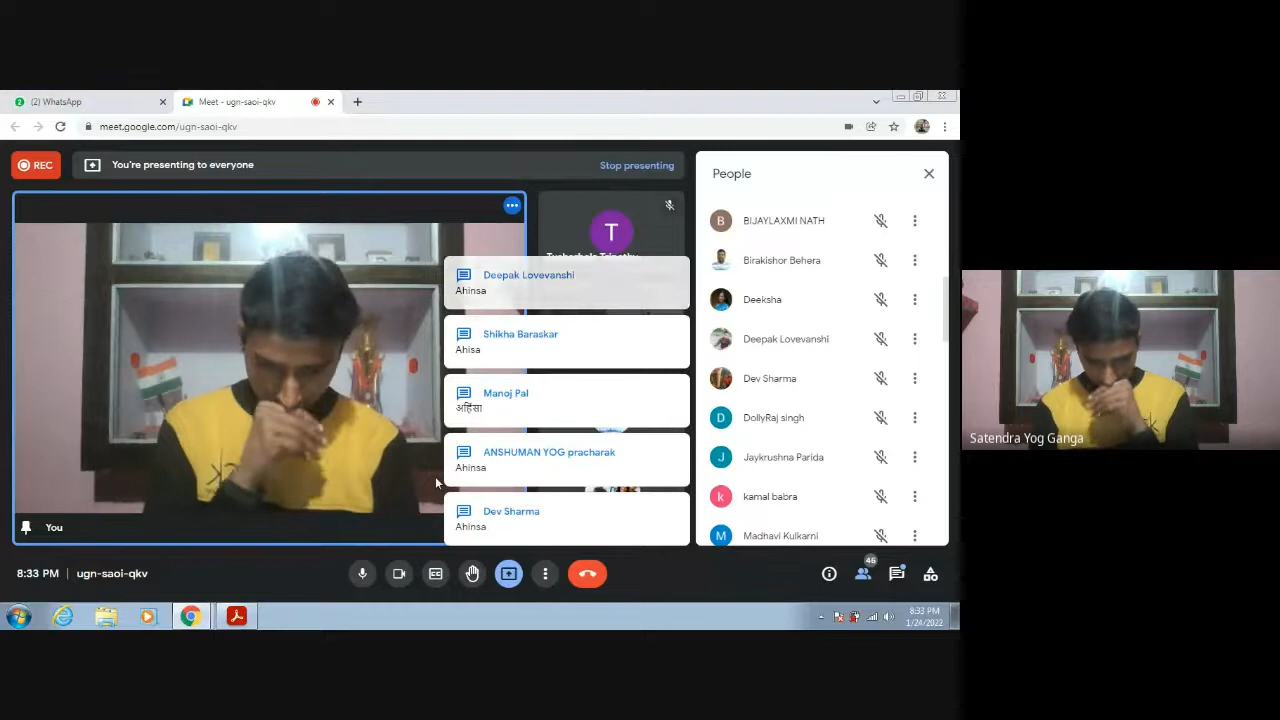 (2) WhatsApp
Meet - ugn-saoi-qkv
meet.google.com/ugn-saoi-qkv
REC
You're presenting to everyone
Stop presenting
People
T
BIJAYLAXMI NATH
Birakishor Behera
Deeksha
Deepak Lovevanshi
Dev Sharma
DollyRaj singh
Jaykrushna Parida
kamal babra
Madhavi Kulkarni
B
D
J
k
M
Deepak Lovevanshi
Ahinsa
Shikha Baraskar
Ahisa
Manoj Pal
अहिंसा
ANSHUMAN YOG pracharak
Ahinsa
Dev Sharma
Ahinsa
You
Satendra Yog Ganga
8:33 PM | ugn-saoi-qkv
46
8:33 PM
1/24/2022